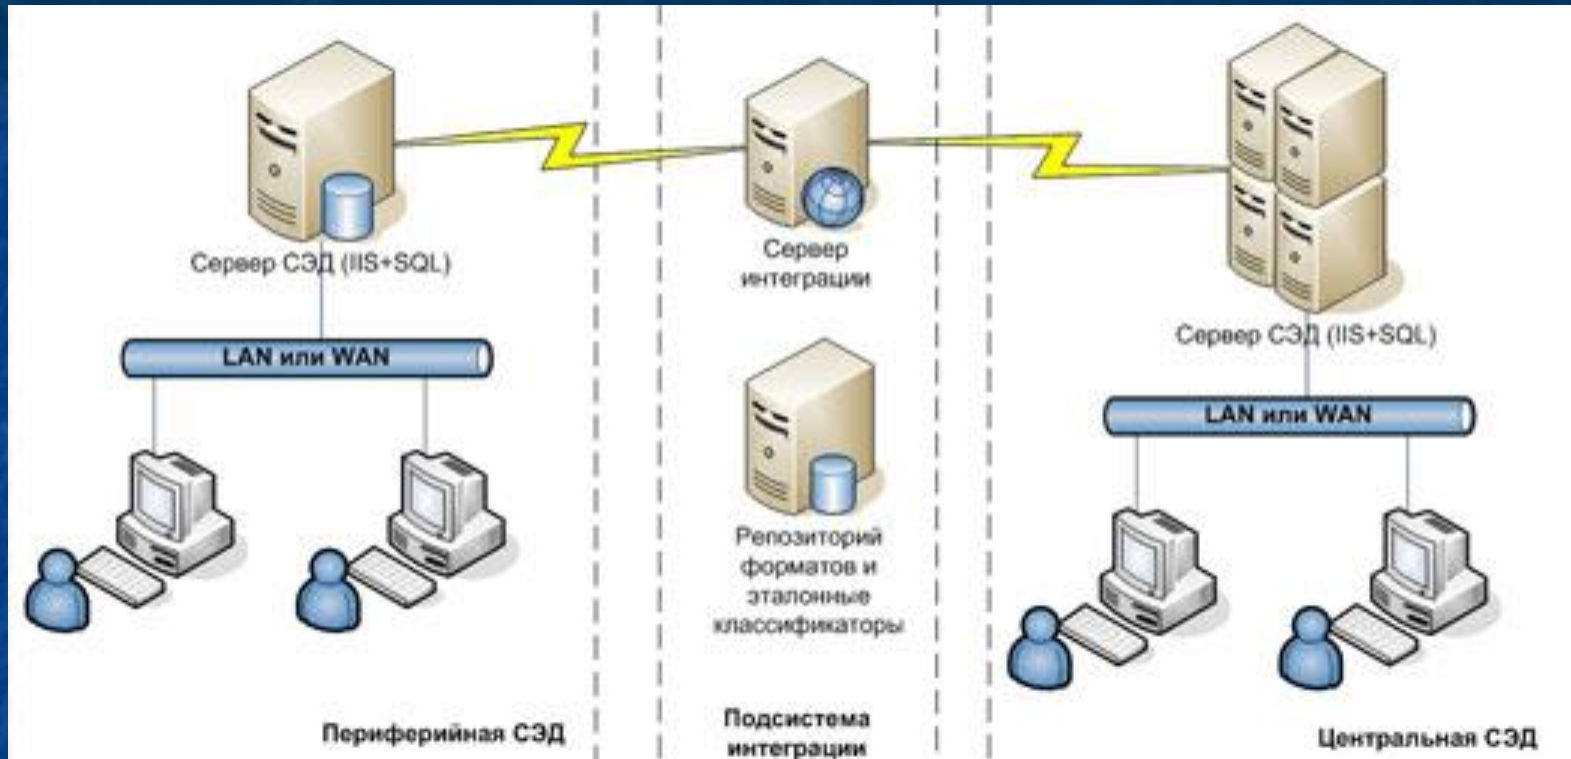 Сервер СЭД (IIS+SQL)
LAN или WAN
Периферийная СЭД
Сервер
интеграции
Репозиторий
форматов и
эталонные
классификаторы
Подсистема
интеграции
Сервер СЭД (IIS+SQL)
LAN или WAN
Центральная СЭД